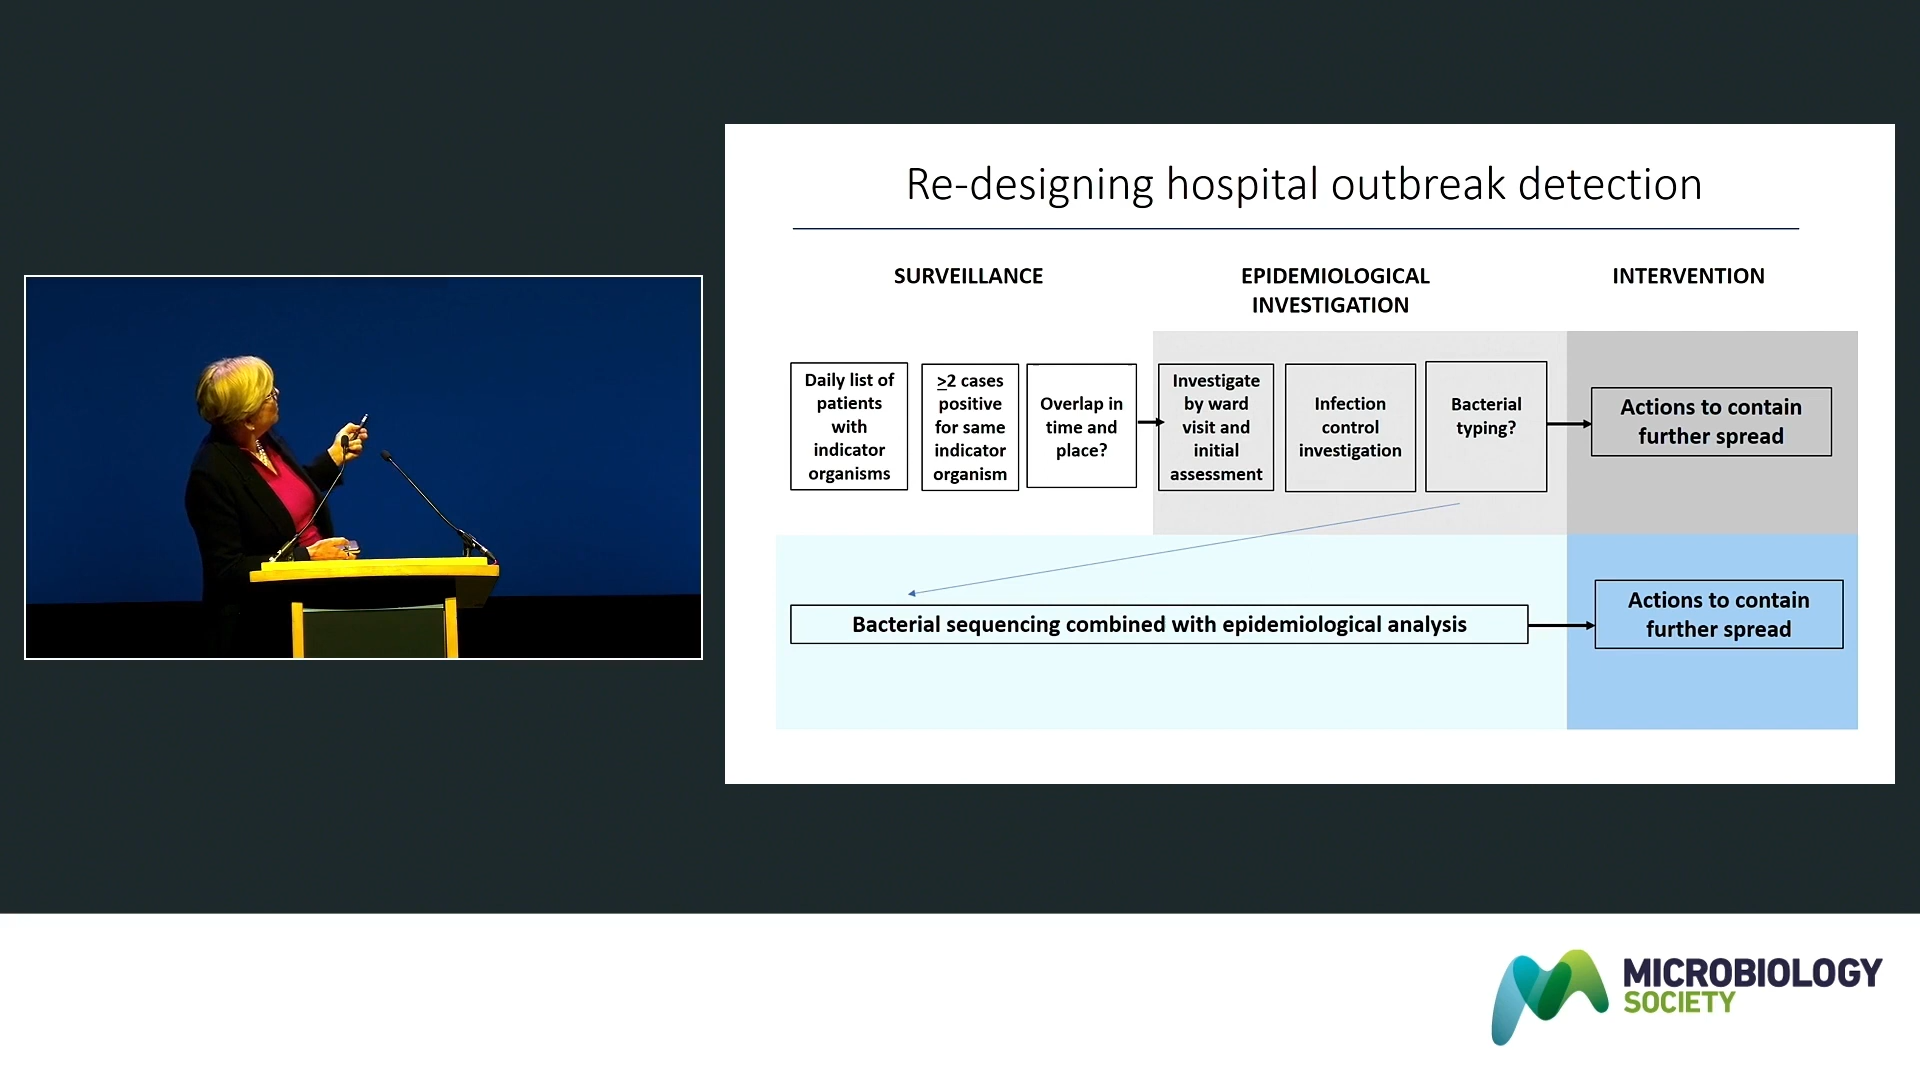 Re-designing hospital outbreak detection
SURVEILLANCE
EPIDEMIOLOGICAL
INVESTIGATION
INTERVENTION
Daily list of
patients
with
indicator
organisms
≥2 cases
positive
for same
indicator
organism
Overlap in
time and
place?
Investigate
by ward
visit and
initial
assessment
Infection
control
investigation
Bacterial
typing?
Actions to contain
further spread
Bacterial sequencing combined with epidemiological analysis
Actions to contain
further spread
MICROBIOLOGY
SOCIETY